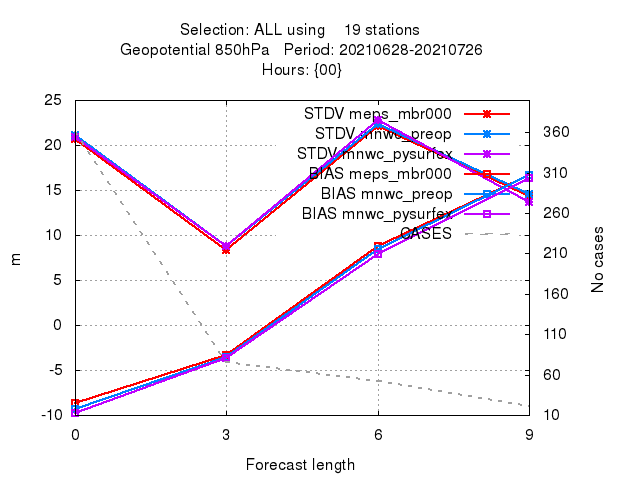 Selection: ALL using 19 stations
Geopotential 850hPa Period: 20210628-20210726
Hours: {00}
STDV meps_mbr000
STDV mnwc_preop
STDV mnwc_pysurfex
BIAS meps_mbr000
BIAS mnwc_preop
BIAS mnwc_pysurfex
CASES
25
20
15
10
5
0
-5
-10
m
360
310
260
210
160
110
60
10
No cases
0 3 6 9
Forecast length